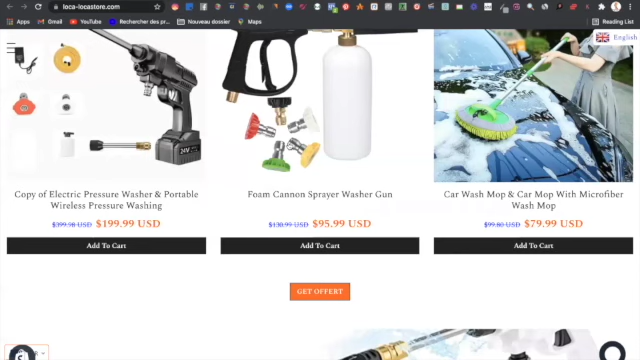 loca-locastore.com
Gmail
YouTube
Rechercher des pr...
Nouveau dossier
Maps
Reading List
English
24V
Copy of Electric Pressure Washer & Portable
Wireless Pressure Washing
$399.98 USD $199.99 USD
Add To Cart
Foam Cannon Sprayer Washer Gun
$130.99 USD $95.99 USD
Add To Cart
Car Wash Mop & Car Mop With Microfiber
Wash Mop
$99.80 USD $79.99 USD
Add To Cart
GET OFFERT